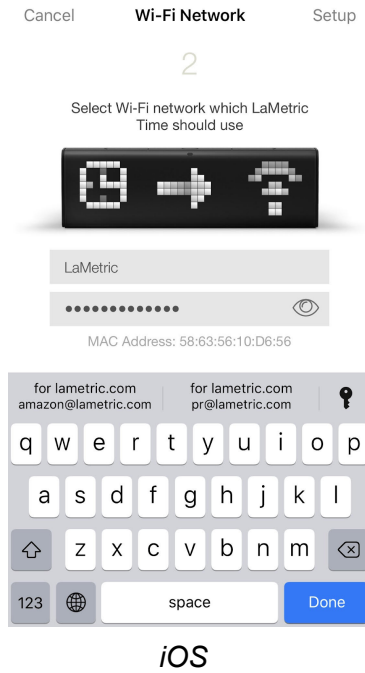 Cancel Wi-Fi Network Setup
2
Select Wi-Fi network which LaMetric
Time should use
LaMetric
•••••••••••••
MAC Address: 58:63:56:10:D6:56
for lametric.com for lametric.com
amazon@lametric.com pr@lametric.com
q w e r t y u i o p
a s d f g h j k l
z x c v b n m
123 space Done
iOS